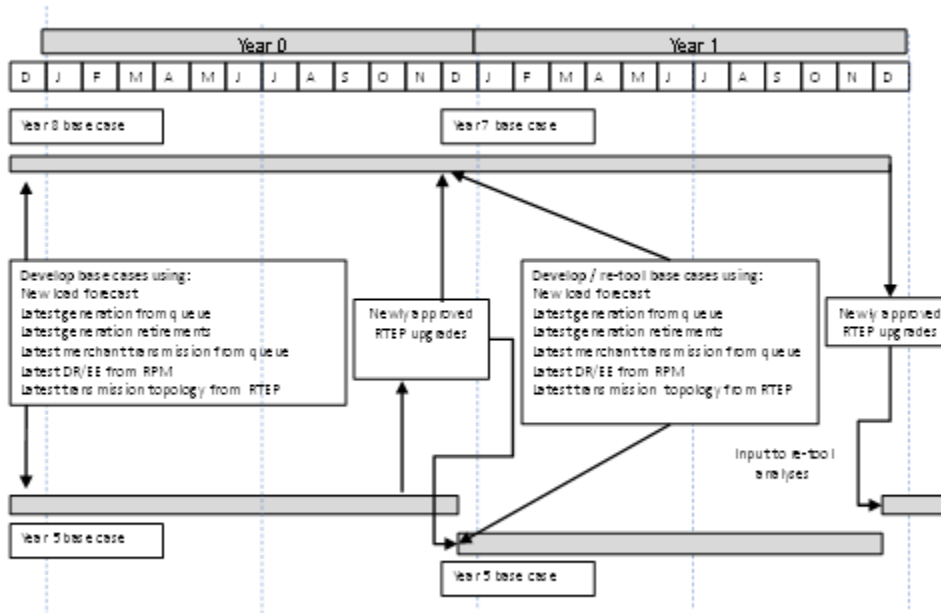 Year 0 Year 1
D J F M A M J J A S O N D J F M A M J J A S O N D
Year 8 base case Year 7 base case
Develop base cases using:
New load forecast
Latest generation from queue
Latest generation retirements
Latest merchant transmission from queue
Latest DR/EE from RPM
Latest transmission topology from RTEP
Newly approved
RTEP upgrades
Develop / re-tool base cases using:
New load forecast
Latest generation from queue
Latest generation retirements
Latest merchant transmission from queue
Latest DR/EE from RPM
Latest transmission topology from RTEP
Newly approved
RTEP upgrades
Input to re-tool
analyses
Year 5 base case
Year 5 base case